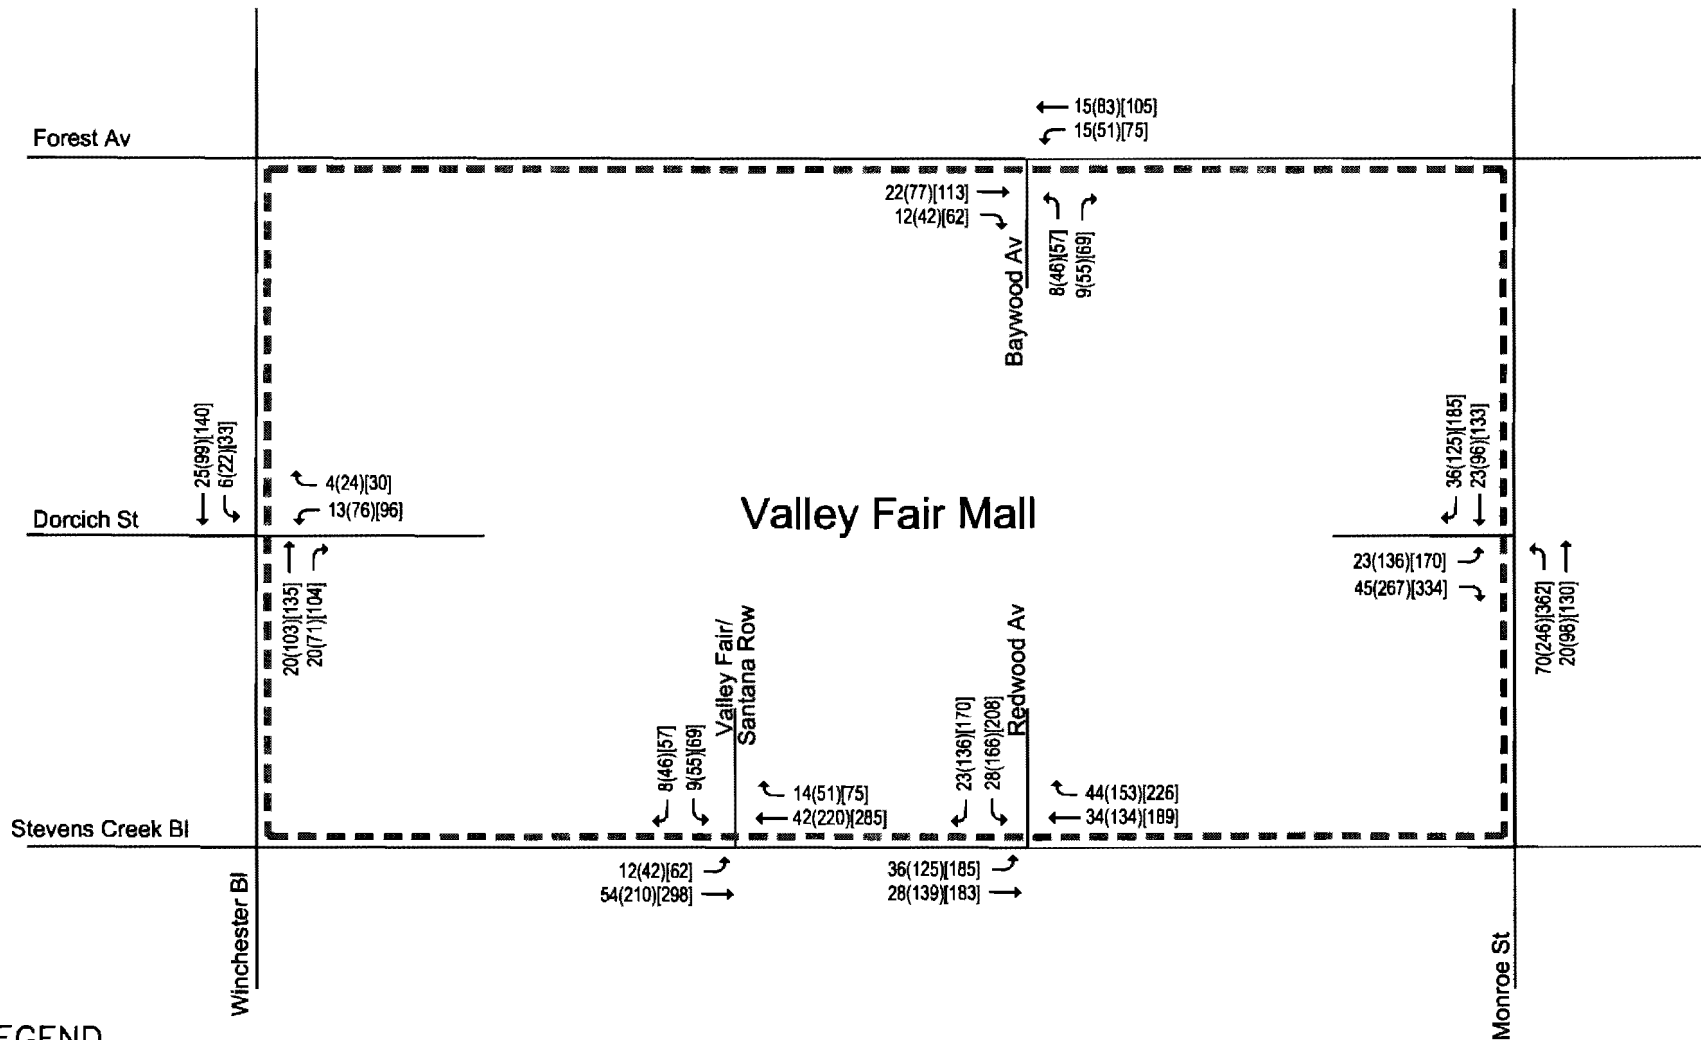 15(83)[105]
15(51)[75]
Forest Av
22(77)[113]
12(42)[62]
8(46)[57]
9(55)[69]
Baywood Av
25(99)[140]
6(22)[33]
4(24)[30]
13(76)[96]
Dorcich St
Valley Fair Mall
36(125)[185]
23(96)[133]
23(136)[170]
45(267)[334]
20(103)[135]
20(71)[104]
70(246)[362]
20(98)[130]
Valley Fair/
Santana Row
Redwood Av
8(46)[57]
9(55)[69]
14(51)[75]
42(220)[285]
23(136)[170]
28(166)[208]
44(153)[226]
34(134)[189]
Stevens Creek Bl
12(42)[62]
54(210)[298]
36(125)[185]
28(139)[183]
Winchester Bl
Monroe St
EGEND